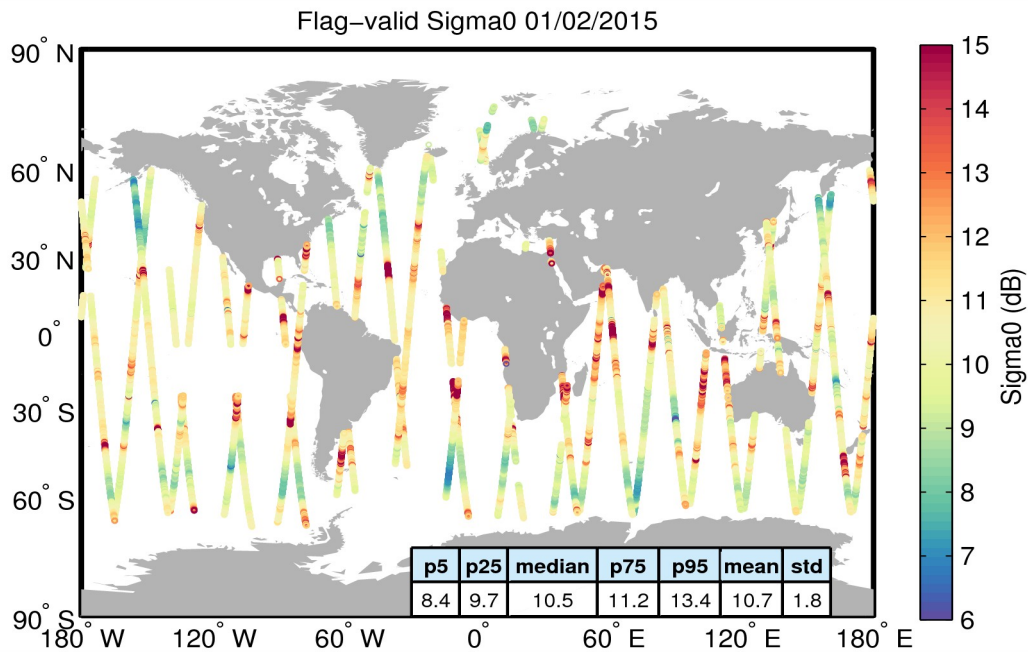 Flag−valid Sigma0 01/02/2015
90° N
60° N
30° N
0°
30° S
60° S
90° S
180° W
120° W
60° W
0°
60° E
120° E
180° E
p5 p25 median p75 p95 mean std
8.4 9.7 10.5 11.2 13.4 10.7 1.8
15
14
13
12
11
10
9
8
7
6
Sigma0 (dB)